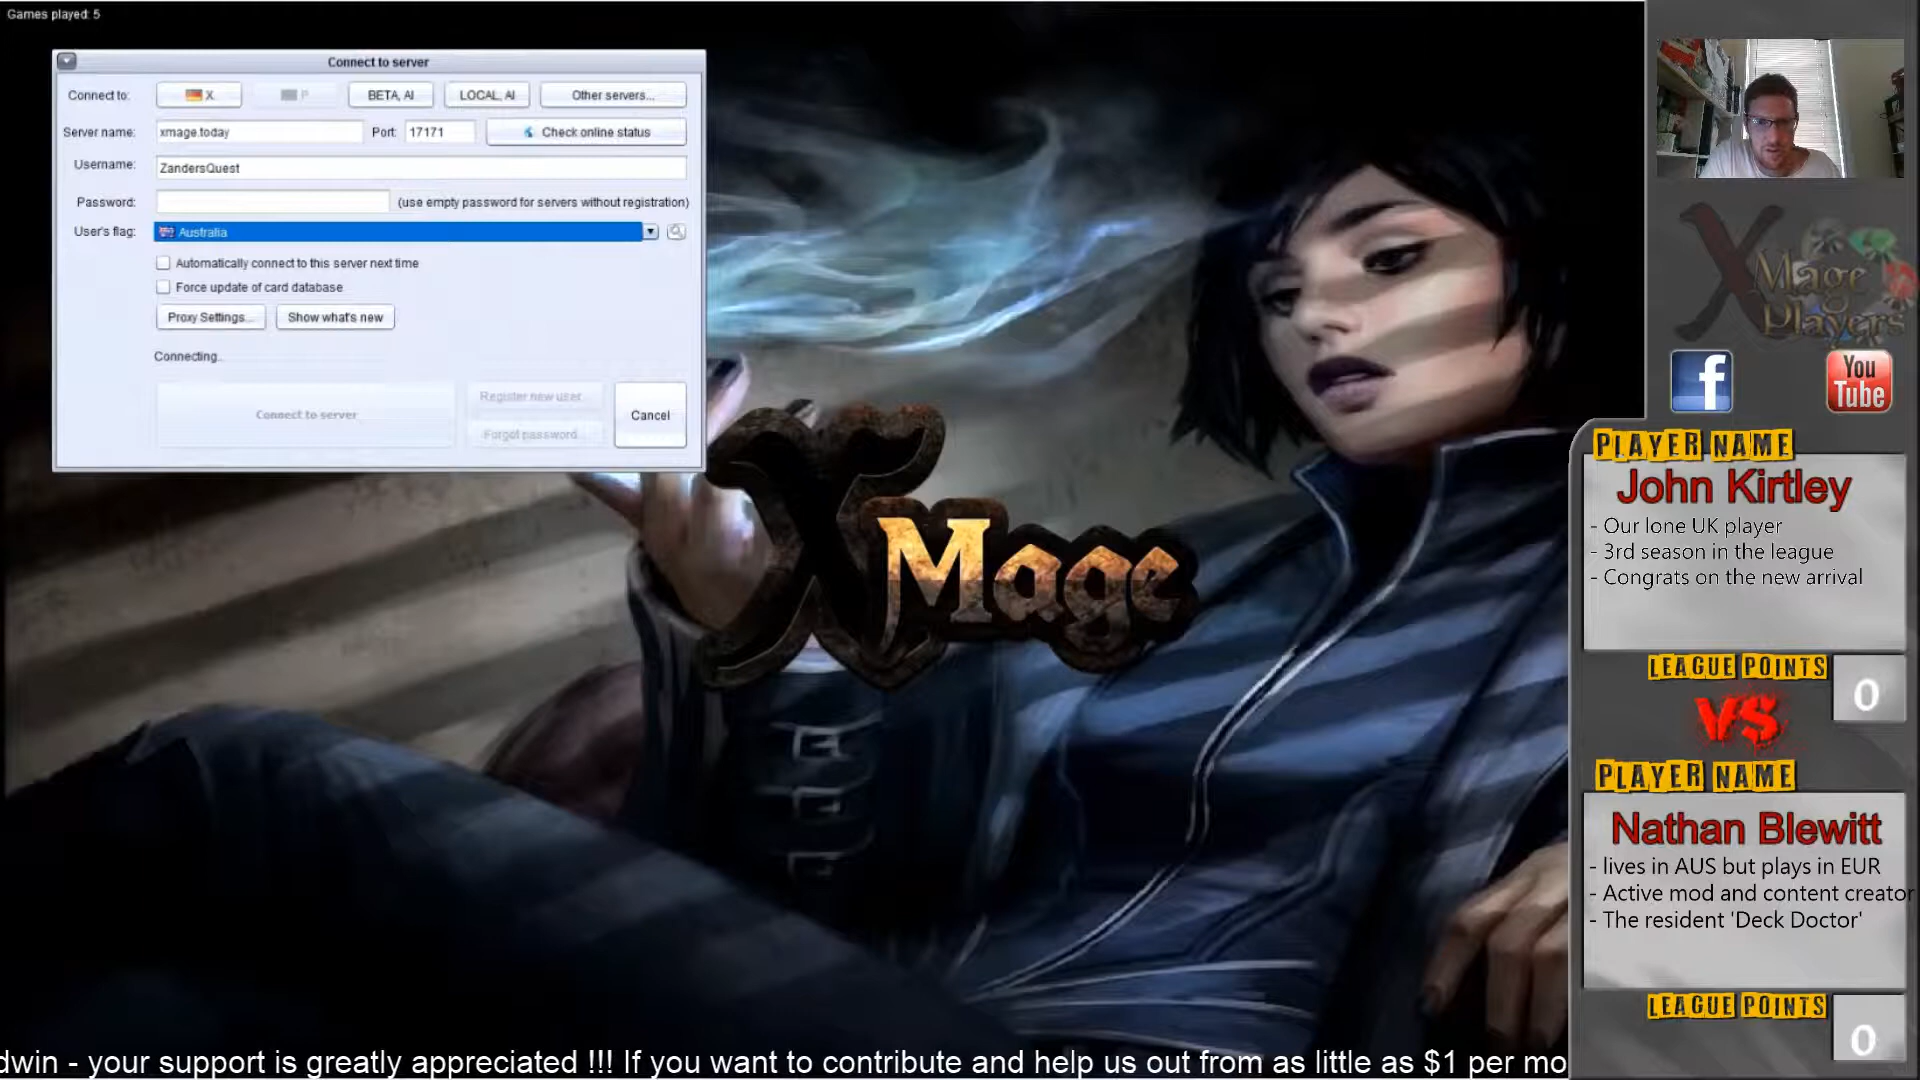 Games played: 5
Connect to server
Connect to: X P BETA, AI LOCAL, AI Other servers...
Server name: xmage.today Port: 17171 Check online status
Username: ZandersQuest
Password: (use empty password for servers without registration)
User's flag: Australia
Automatically connect to this server next time
Force update of card database
Proxy Settings... Show what's new
Connecting...
Connect to server
Register new user...
Forgot password...
Cancel
X Mage
X Mage Players
f
You Tube
PLAYER NAME
John Kirtley
- Our lone UK player
- 3rd season in the league
- Congrats on the new arrival
LEAGUE POINTS 0
VS
PLAYER NAME
Nathan Blewitt
- lives in AUS but plays in EUR
- Active mod and content creator
- The resident 'Deck Doctor'
LEAGUE POINTS 0
dwin - your support is greatly appreciated !!! If you want to contribute and help us out from as little as $1 per mo